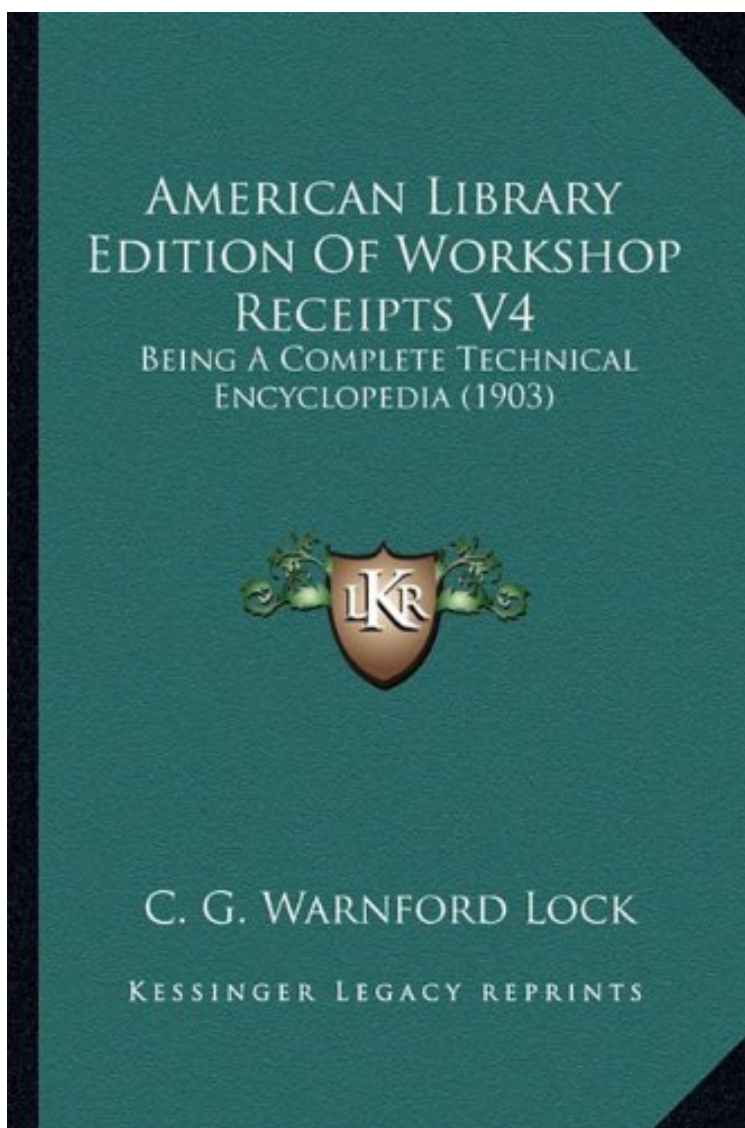 American Library
Edition Of Workshop
Receipts V4
Being A Complete Technical
Encyclopedia (1903)
LKR
C. G. Warnford Lock
Kessinger Legacy reprints